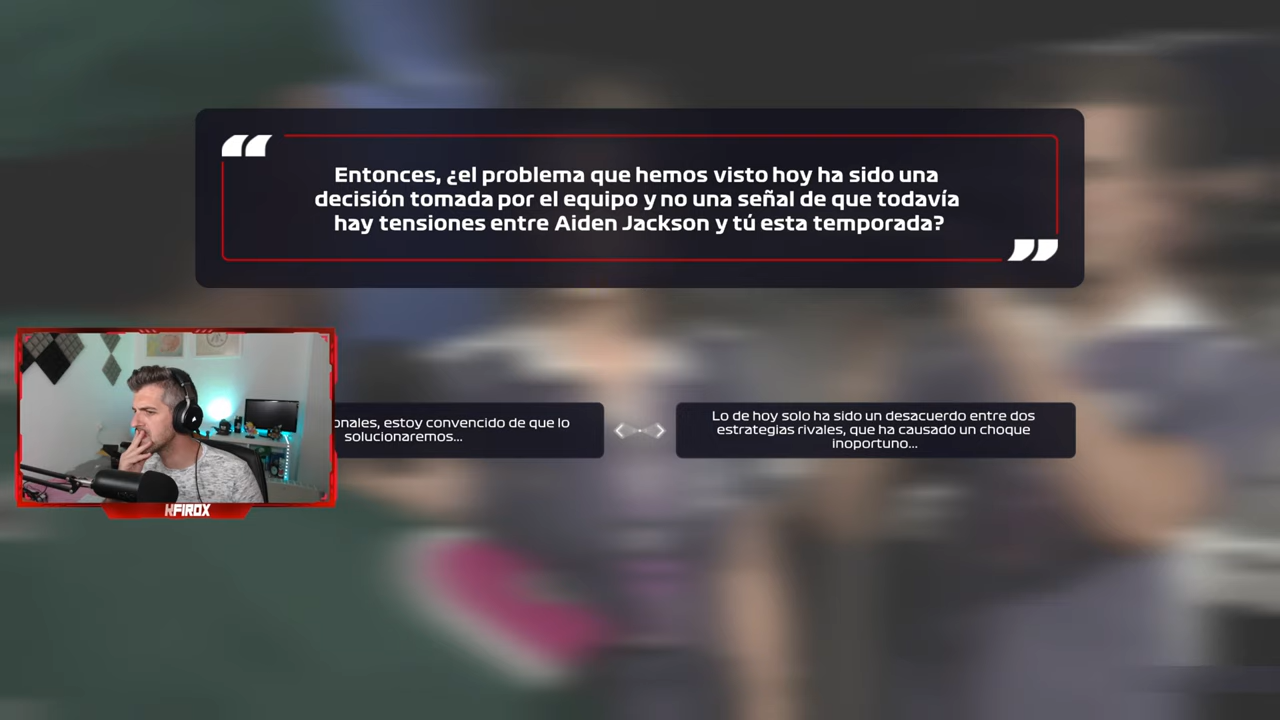 Entonces, ¿el problema que hemos visto hoy ha sido una
decisión tomada por el equipo y no una señal de que todavía
hay tensiones entre Aiden Jackson y tú esta temporada?
estoy convencido de que lo
solucionaremos...
Lo de hoy solo ha sido un desacuerdo entre dos
estrategias rivales, que ha causado un choque
inoportuno...
XFIROX